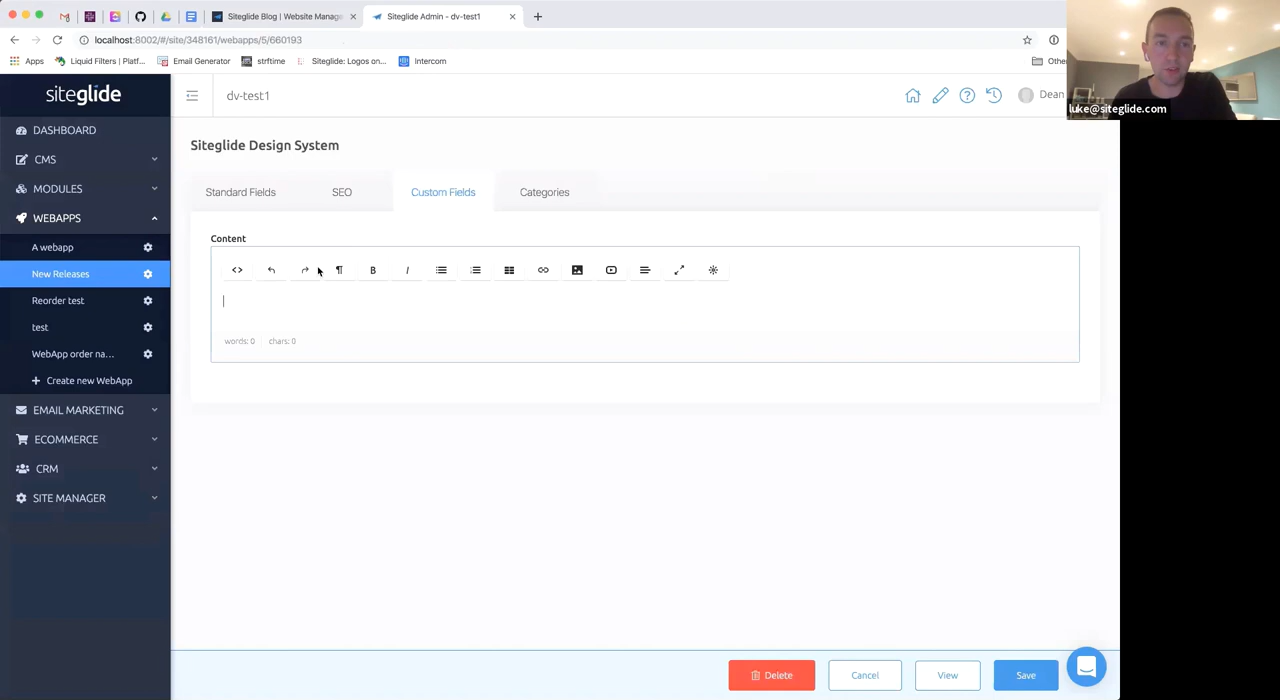 Siteglide Blog | Website Manage
Siteglide Admin - dv-test1
localhost:8002/#/site/348161/webapps/5/660193
Apps
Liquid Filters | Platf...
Email Generator
strftime
Siteglide: Logos on...
Intercom
luke@siteglide.com
siteglide
dv-test1
Dean
DASHBOARD
CMS
MODULES
WEBAPPS
A webapp
New Releases
Reorder test
test
WebApp order na...
+ Create new WebApp
EMAIL MARKETING
ECOMMERCE
CRM
SITE MANAGER
Siteglide Design System
Standard Fields
SEO
Custom Fields
Categories
Content
words: 0
chars: 0
Delete
Cancel
View
Save